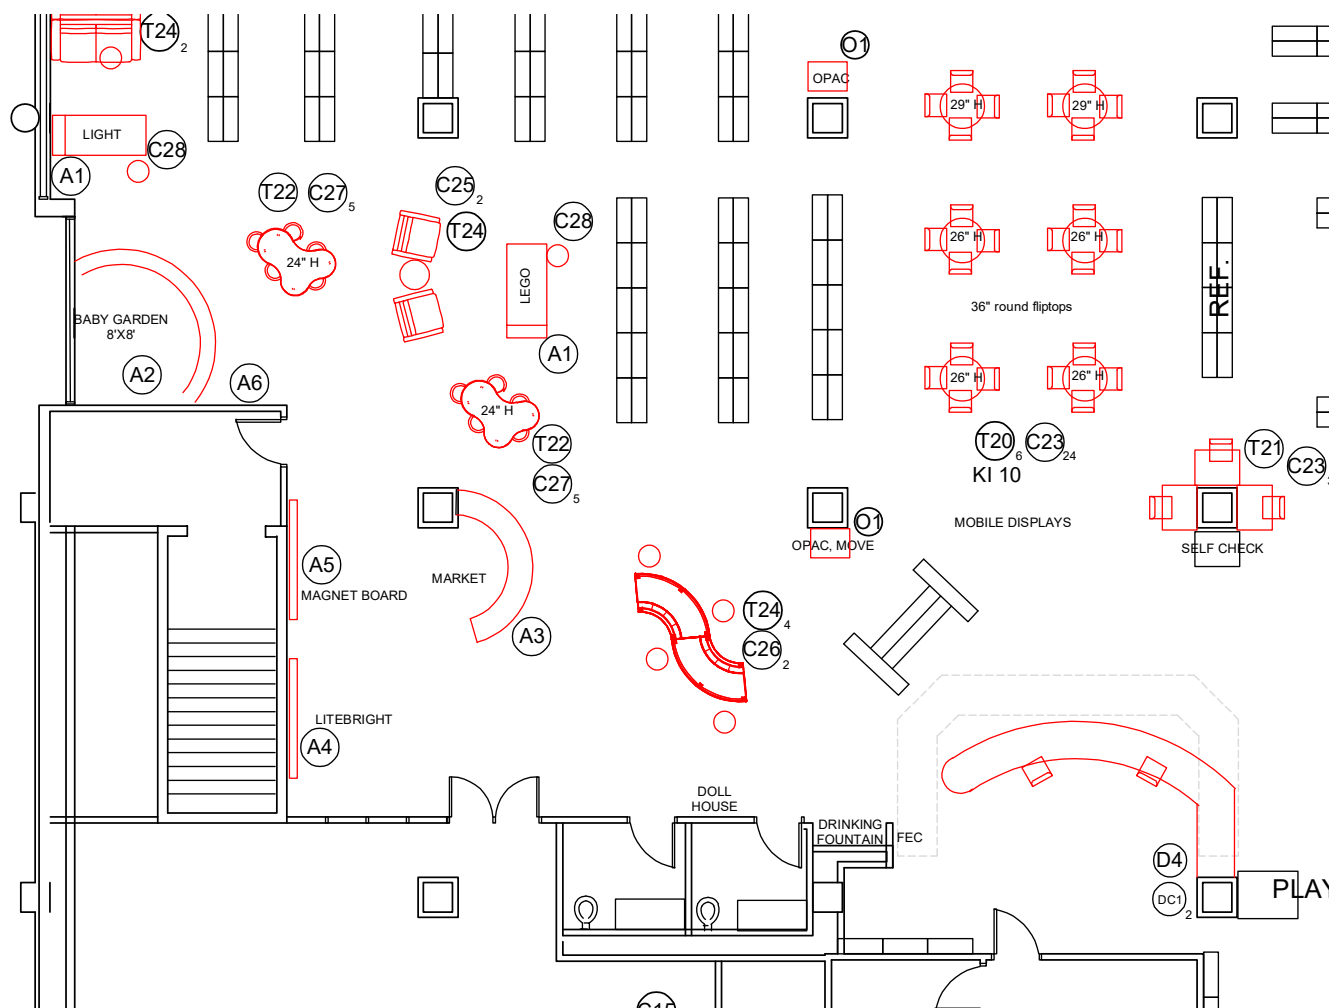 T24 2
O1
OPAC
29" H
29" H
LIGHT
C28
A1
T22
C27 5
C25 2
T24
C28
24" H
LEGO
26" H
26" H
REF.
36" round fliptops
BABY GARDEN
8'X8'
A2
A6
A1
26" H
26" H
24" H
T22
C27 5
T20 6
C23 24
KI 10
T21
C23
MOBILE DISPLAYS
O1
OPAC, MOVE
SELF CHECK
A5
MAGNET BOARD
MARKET
A3
T24 4
C26 2
LITEBRIGHT
A4
DOLL
HOUSE
DRINKING
FOUNTAIN
FEC
D4
DC1 2
PLAY